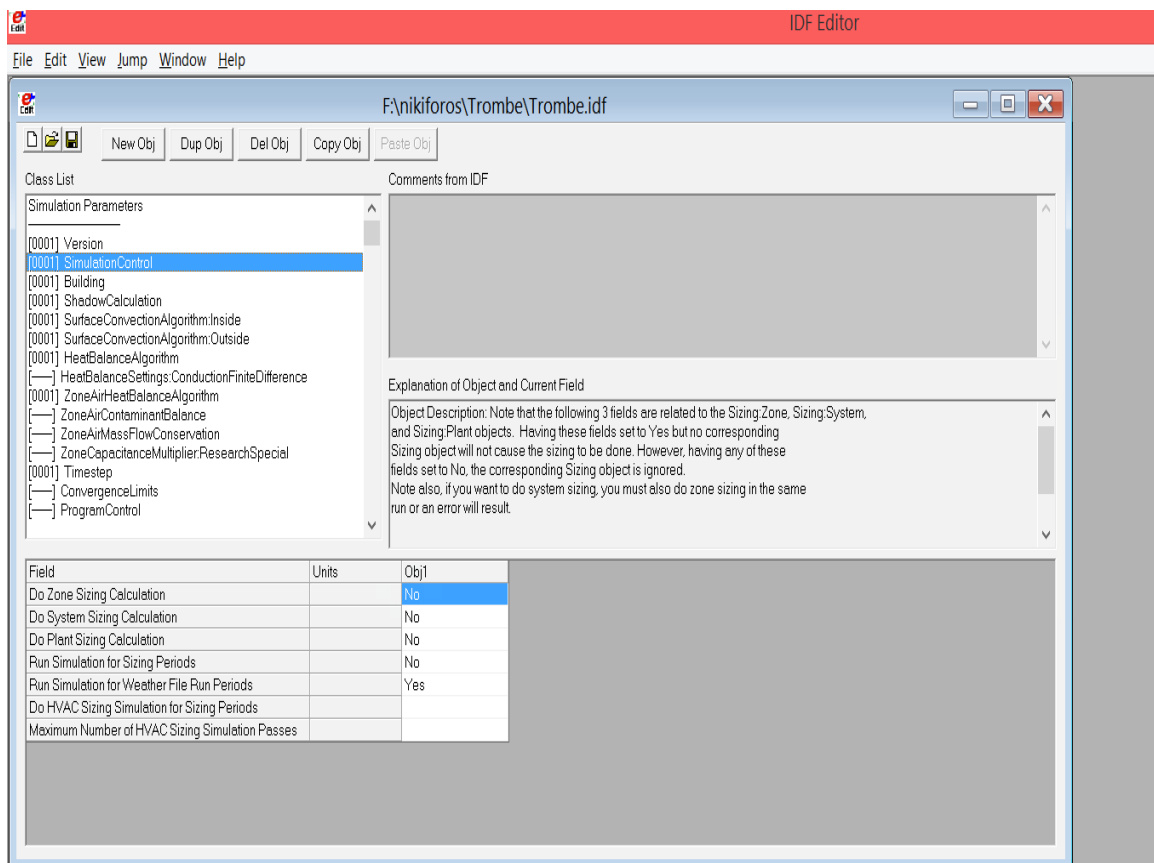 IDF Editor
File Edit View Jump Window Help
F:\nikiforos\Trombe\Trombe.idf
New Obj Dup Obj Del Obj Copy Obj Paste Obj
Class List
Comments from IDF
Simulation Parameters
[0001] Version
[0001] SimulationControl
[0001] Building
[0001] ShadowCalculation
[0001] SurfaceConvectionAlgorithm:Inside
[0001] SurfaceConvectionAlgorithm:Outside
[0001] HeatBalanceAlgorithm
[----] HeatBalanceSettings:ConductionFiniteDifference
[0001] ZoneAirHeatBalanceAlgorithm
[----] ZoneAirContaminantBalance
[----] ZoneAirMassFlowConservation
[----] ZoneCapacitanceMultiplier:ResearchSpecial
[0001] Timestep
[----] ConvergenceLimits
[----] ProgramControl
Explanation of Object and Current Field
Object Description: Note that the following 3 fields are related to the Sizing:Zone, Sizing:System,
and Sizing:Plant objects. Having these fields set to Yes but no corresponding
Sizing object will not cause the sizing to be done. However, having any of these
fields set to No, the corresponding Sizing object is ignored.
Note also, if you want to do system sizing, you must also do zone sizing in the same
run or an error will result.
Field Units Obj1
Do Zone Sizing Calculation No
Do System Sizing Calculation No
Do Plant Sizing Calculation No
Run Simulation for Sizing Periods No
Run Simulation for Weather File Run Periods Yes
Do HVAC Sizing Simulation for Sizing Periods
Maximum Number of HVAC Sizing Simulation Passes